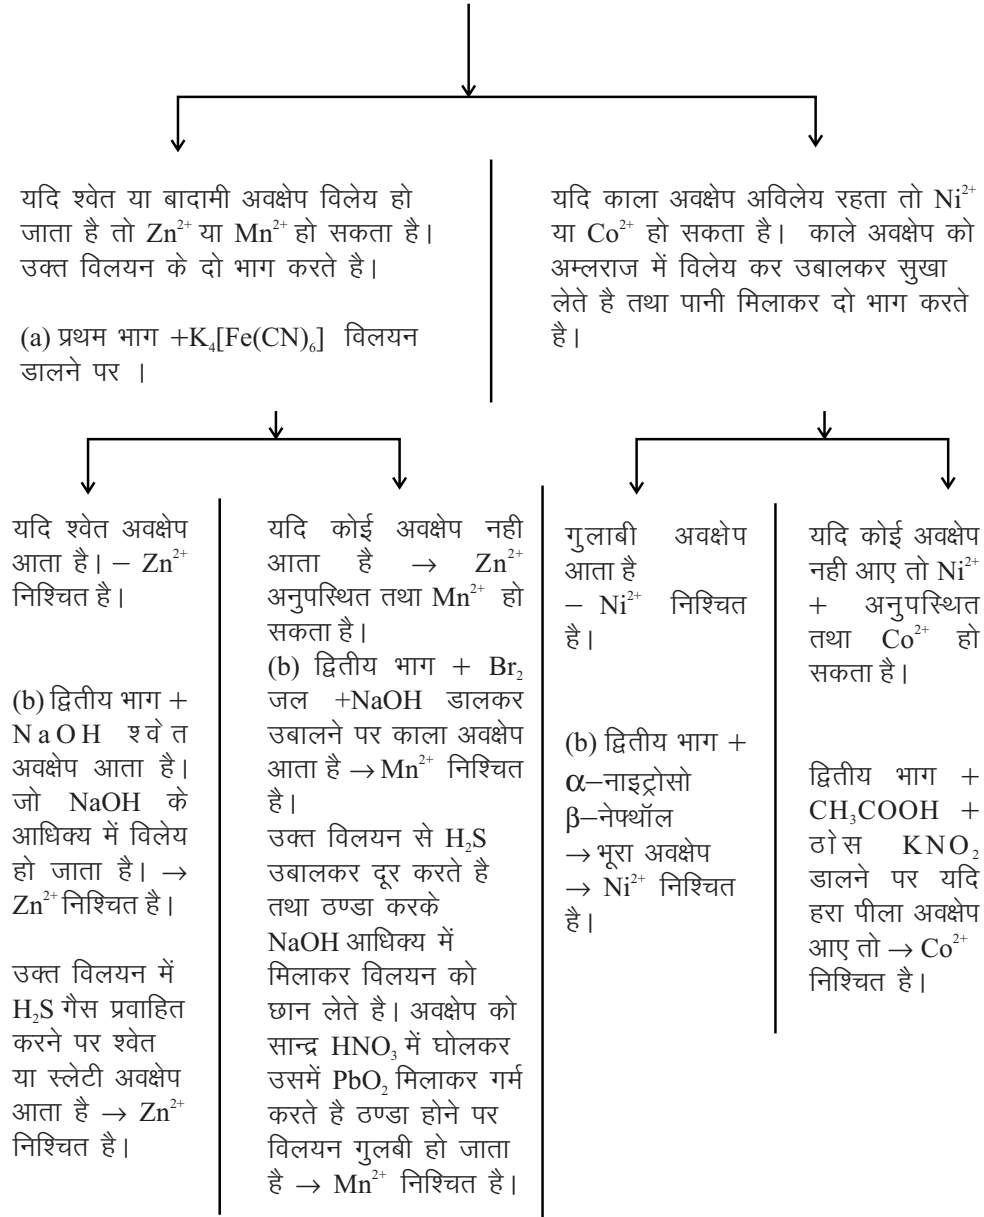 यदि श्वेत या बादामी अवक्षेप विलेय हो
जाता है तो Zn²⁺ या Mn²⁺ हो सकता है।
उक्त विलयन के दो भाग करते है।
(a) प्रथम भाग +K₄[Fe(CN)₆] विलयन
डालने पर ।
यदि काला अवक्षेप अविलेय रहता तो Ni²⁺
या Co²⁺ हो सकता है। काले अवक्षेप को
अम्लराज में विलेय कर उबालकर सुखा
लेते है तथा पानी मिलाकर दो भाग करते
है।
यदि श्वेत अवक्षेप
आता है। – Zn²⁺
निश्चित है।
(b) द्वितीय भाग +
NaOH श्वेत
अवक्षेप आता है।
जो NaOH के
आधिक्य में विलेय
हो जाता है। →
Zn²⁺ निश्चित है।
उक्त विलयन में
H₂S गैस प्रवाहित
करने पर श्वेत
या स्लेटी अवक्षेप
आता है → Zn²⁺
निश्चित है।
यदि कोई अवक्षेप नही
आता है → Zn²⁺
अनुपस्थित तथा Mn²⁺ हो
सकता है।
(b) द्वितीय भाग + Br₂
जल +NaOH डालकर
उबालने पर काला अवक्षेप
आता है → Mn²⁺ निश्चित
है।
उक्त विलयन से H₂S
उबालकर दूर करते है
तथा ठण्डा करके
NaOH आधिक्य में
मिलाकर विलयन को
छान लेते है। अवक्षेप को
सान्द्र HNO₃ में घोलकर
उसमें PbO₂ मिलाकर गर्म
करते है ठण्डा होने पर
विलयन गुलबी हो जाता
है → Mn²⁺ निश्चित है।
गुलाबी अवक्षेप
आता है
– Ni²⁺ निश्चित
है।
(b) द्वितीय भाग +
α–नाइट्रोसो
β–नेफ्थॉल
→ भूरा अवक्षेप
→ Ni²⁺ निश्चित
है।
यदि कोई अवक्षेप
नही आए तो Ni²⁺
+ अनुपस्थित
तथा Co²⁺ हो
सकता है।
द्वितीय भाग +
CH₃COOH +
ठोस KNO₂
डालने पर यदि
हरा पीला अवक्षेप
आए तो → Co²⁺
निश्चित है।